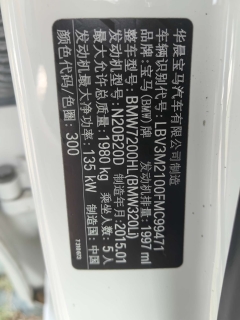 华晨宝马汽车有限公司制造
车辆识别代号: LBV3M2100FMC99471
品牌: 宝马(BMW)牌 发动机排量: 1997 ml
整车型号: BMW7200HL(BMW320Li)
发动机型号: N20B20D 制造年月: 2015.01
最大允许总质量: 1980 kg 乘坐人数: 5 人
发动机最大净功率: 135 kW 制造国: 中国
颜色代码/色圈: 300